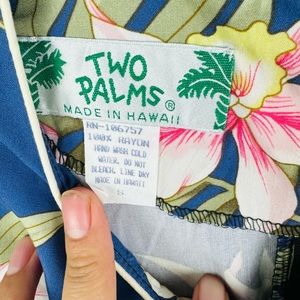 TWO
PALMS®
MADE IN HAWAII
RN-106757
100% RAYON
HAND WASH COLD
WATER, DO NOT
BLEACH, LINE DRY
MADE IN HAWAII
S